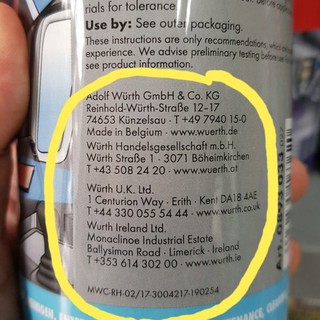 rials for tolerance
Use by: See outer packaging.
These instructions are only recommendations, which
experience. We advise preliminary testing before use
see product information.
Adolf Würth GmbH & Co. KG
Reinhold-Würth-Straße 12–17
74653 Künzelsau · T +49 7940 15-0
Made in Belgium · www.wuerth.de
Würth Handelsgesellschaft m.b.H.
Würth Straße 1 · 3071 Böheimkirchen
T +43 508 24 20 · www.wuerth.at
Würth U.K. Ltd.
1 Centurion Way · Erith · Kent DA18 4AE
T +44 330 055 54 44 · www.wurth.co.uk
Wurth Ireland Ltd.
Monaclinoe Industrial Estate
Ballysimon Road · Limerick · Ireland
T +353 614 302 00 · www.wurth.ie
MWC-RH-02/17-3004217-190254